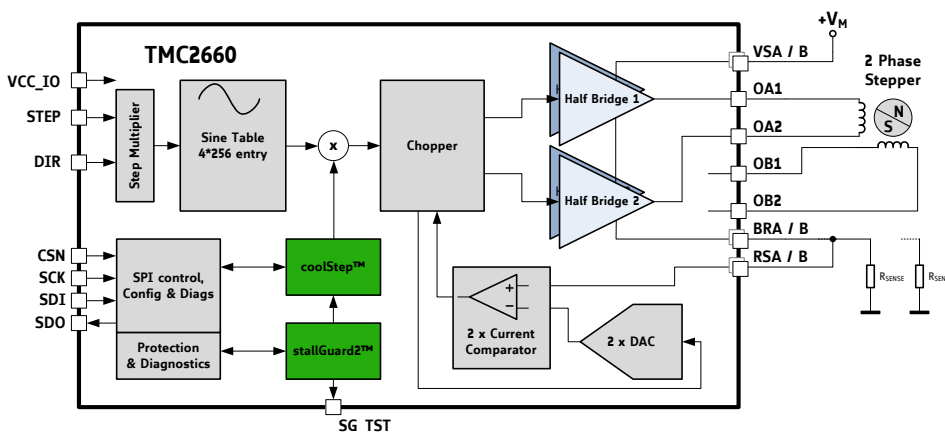 TMC2660
+VM
VCC_IO
STEP
DIR
CSN
SCK
SDI
SDO
Step Multiplier
Sine Table
4*256 entry
x
Chopper
Half Bridge 1
Half Bridge 2
VSA / B
OA1
OA2
OB1
OB2
BRA / B
RSA / B
2 Phase
Stepper
N
S
SPI control,
Config & Diags
Protection
& Diagnostics
coolStep™
stallGuard2™
+
−
2 x Current
Comparator
2 x DAC
RSENSE
RSEN
SG_TST